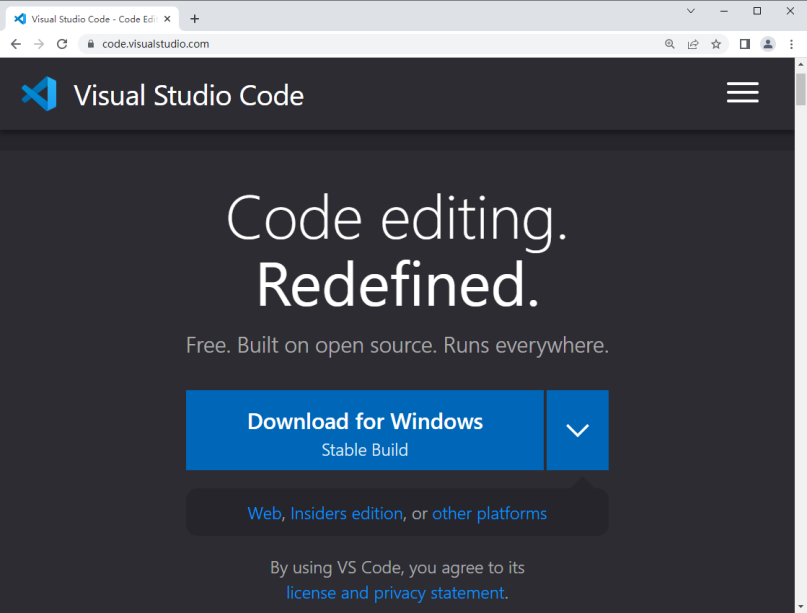 Visual Studio Code - Code Edi
code.visualstudio.com
Visual Studio Code
Code editing.
Redefined.
Free. Built on open source. Runs everywhere.
Download for Windows
Stable Build
Web, Insiders edition, or other platforms
By using VS Code, you agree to its
license and privacy statement.